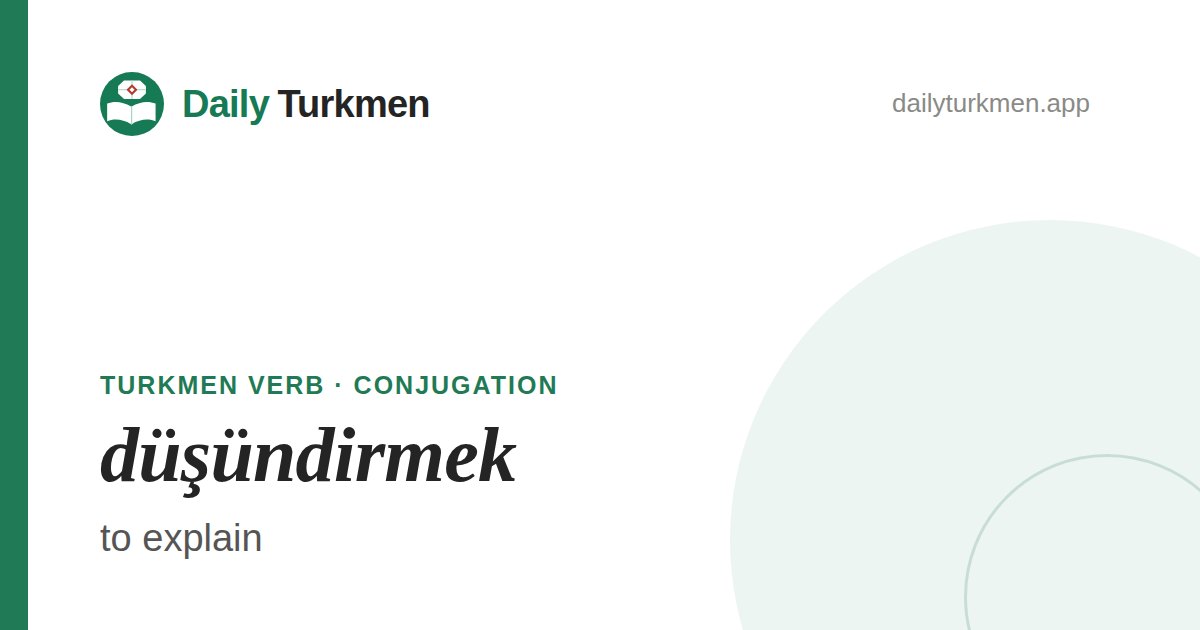 Daily Turkmen
dailyturkmen.app
TURKMEN VERB · CONJUGATION
düşündirmek
to explain